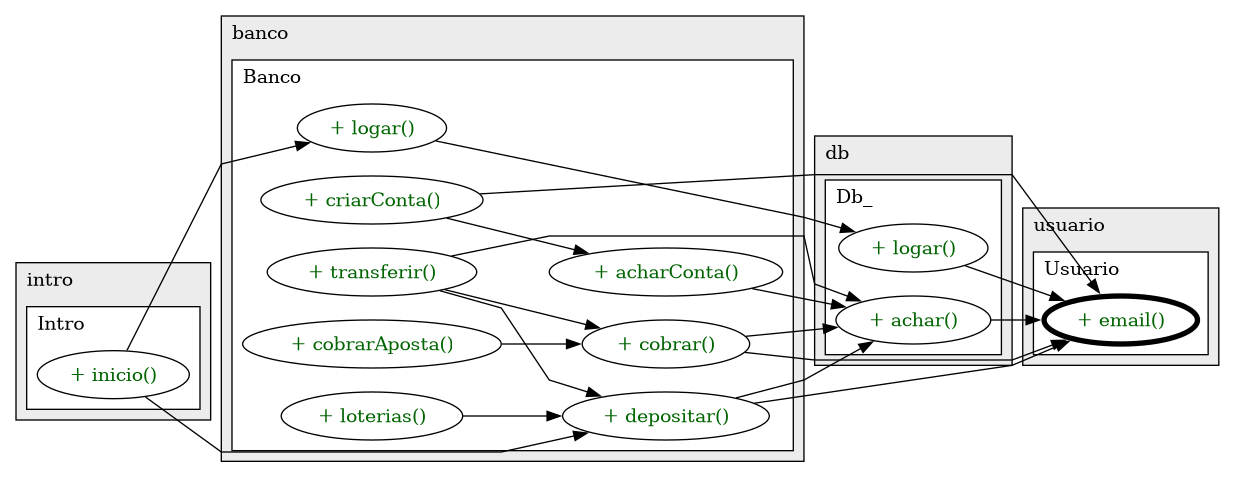 banco
Banco
+ logar()
+ criarConta()
+ transferir()
+ acharConta()
+ cobrarAposta()
+ cobrar()
+ loterias()
+ depositar()
db
Db_
+ logar()
+ achar()
usuario
Usuario
+ email()
intro
Intro
+ inicio()